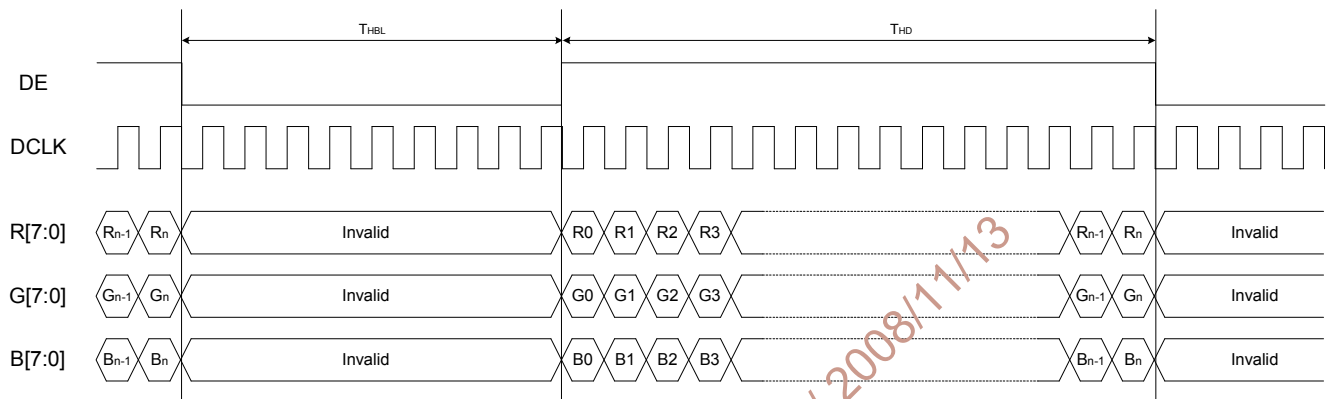 THBL THD
DE
DCLK
R[7:0] Rn-1 Rn Invalid R0 R1 R2 R3 Rn-1 Rn Invalid
G[7:0] Gn-1 Gn Invalid G0 G1 G2 G3 Gn-1 Gn Invalid
B[7:0] Bn-1 Bn Invalid B0 B1 B2 B3 Bn-1 Bn Invalid
/ 2008/11/13